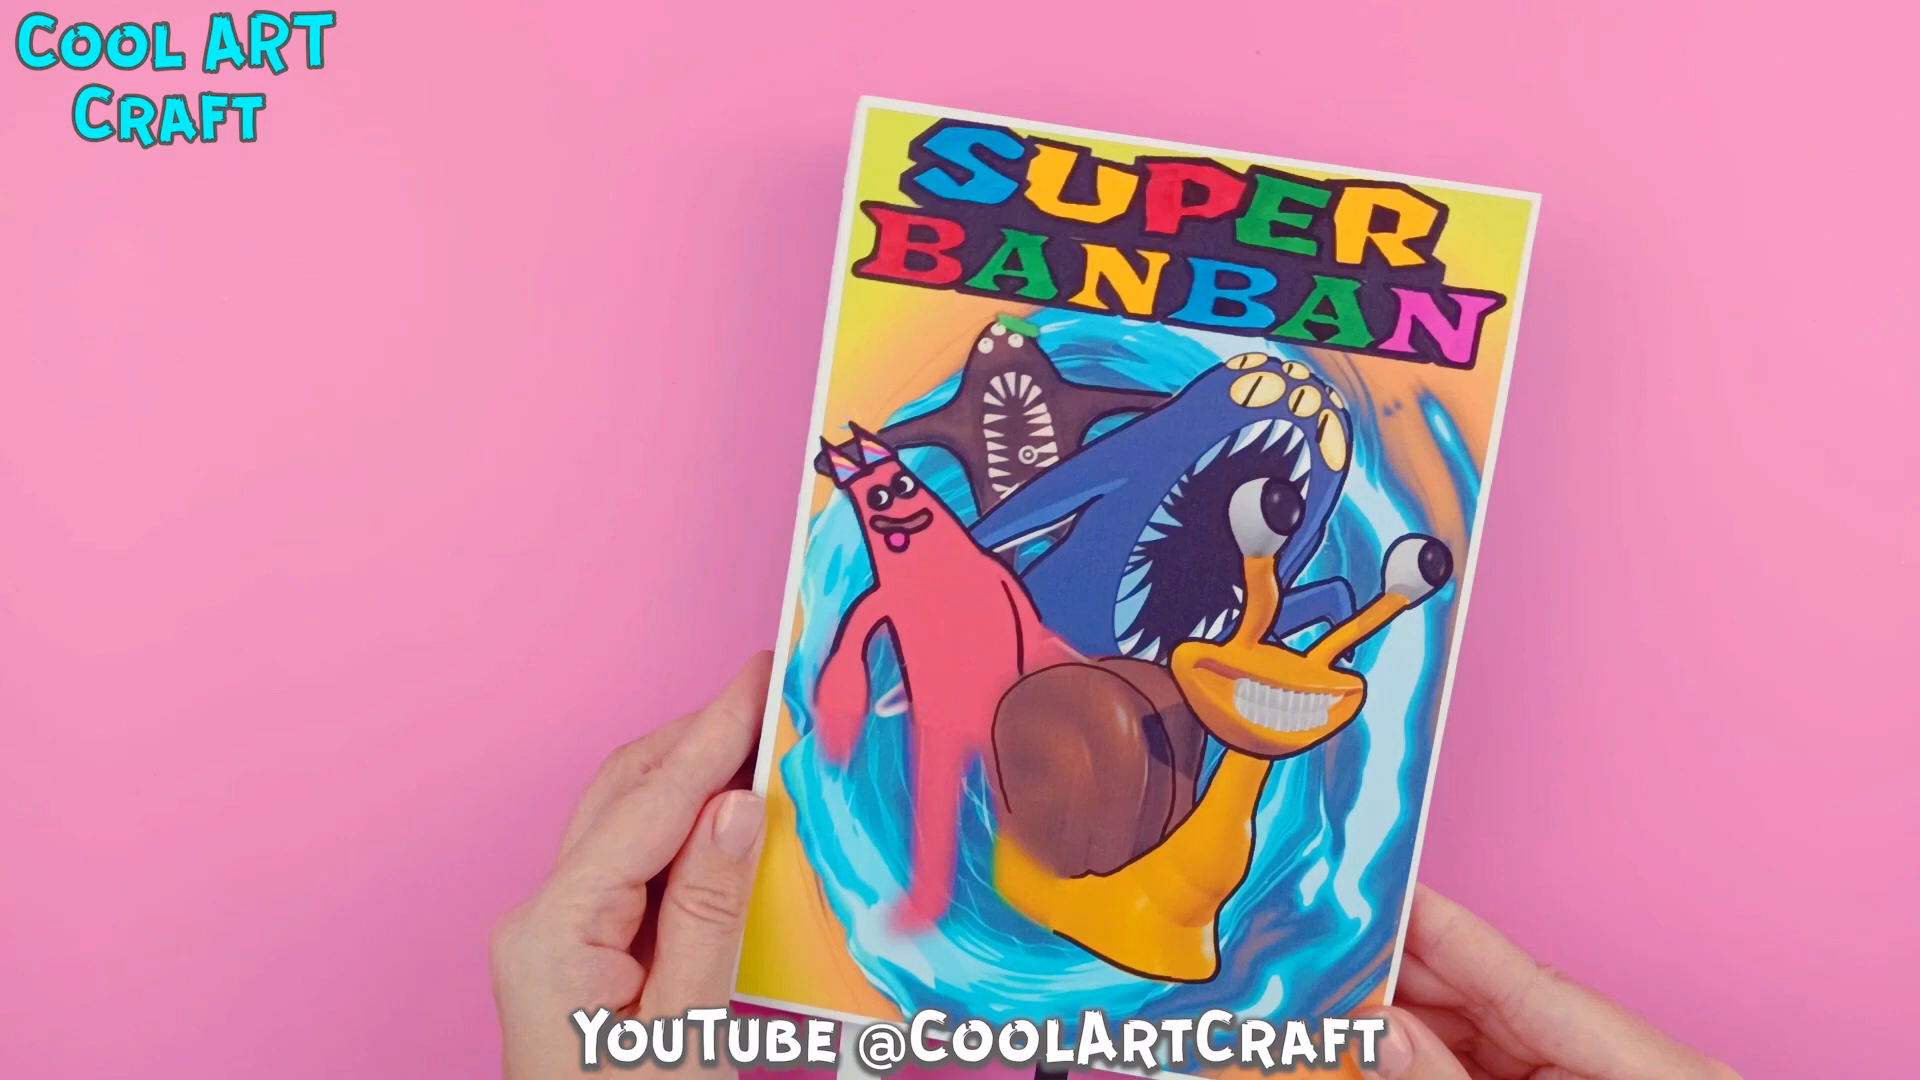 COOL ART
CRAFT
SUPER
BANBAN
YOUTUBE @COOLARTCRAFT